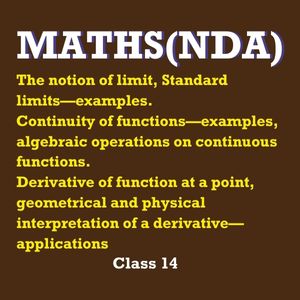 MATHS(NDA)
The notion of limit, Standard
limits—examples.
Continuity of functions—examples,
algebraic operations on continuous
functions.
Derivative of function at a point,
geometrical and physical
interpretation of a derivative—
applications
Class 14